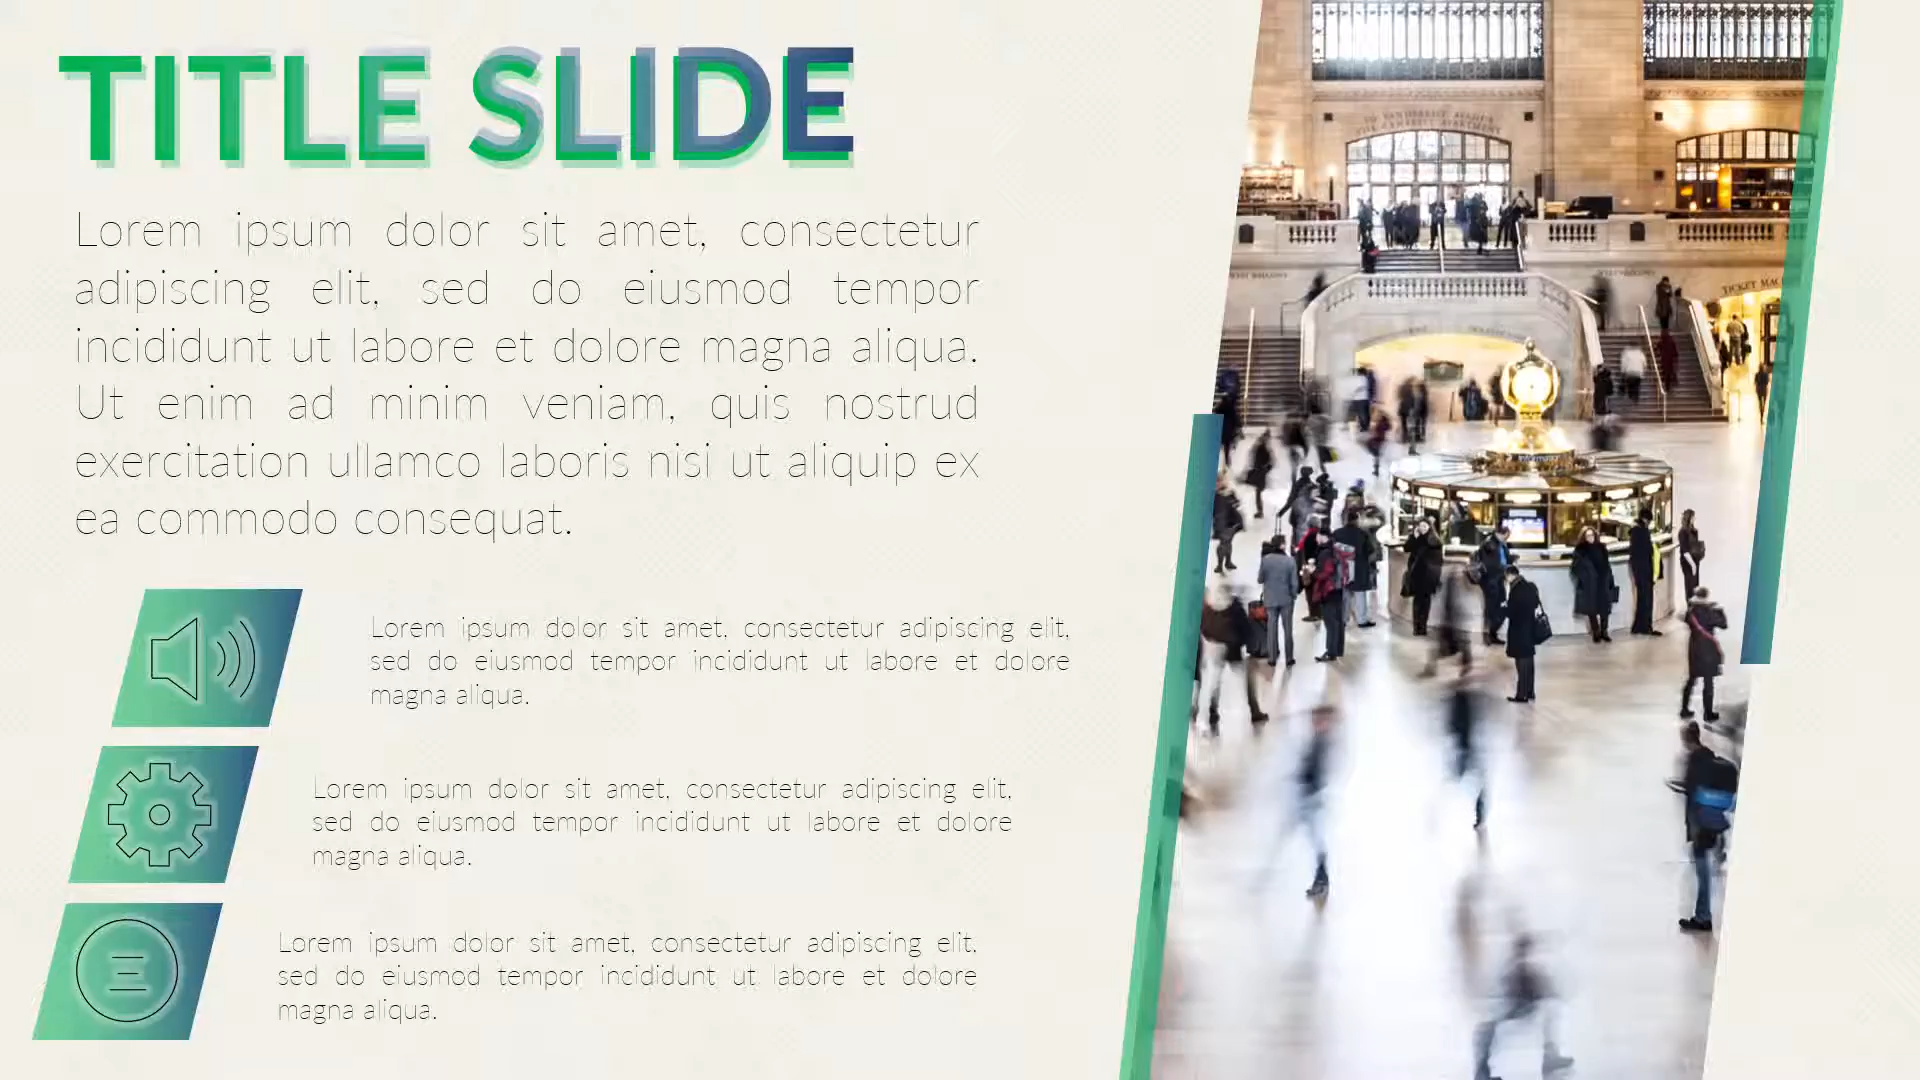 TITLE SLIDE
Lorem ipsum dolor sit amet, consectetur
adipiscing elit, sed do eiusmod tempor
incididunt ut labore et dolore magna aliqua.
Ut enim ad minim veniam, quis nostrud
exercitation ullamco laboris nisi ut aliquip ex
ea commodo consequat.
Lorem ipsum dolor sit amet, consectetur adipiscing elit,
sed do eiusmod tempor incididunt ut labore et dolore
magna aliqua.
Lorem ipsum dolor sit amet, consectetur adipiscing elit,
sed do eiusmod tempor incididunt ut labore et dolore
magna aliqua.
Lorem ipsum dolor sit amet, consectetur adipiscing elit,
sed do eiusmod tempor incididunt ut labore et dolore
magna aliqua.